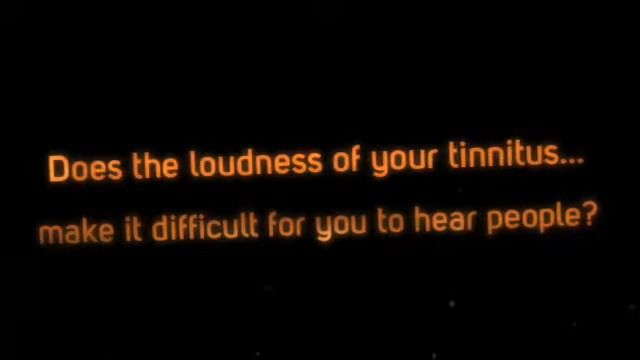 Does the loudness of your tinnitus...
make it difficult for you to hear people?